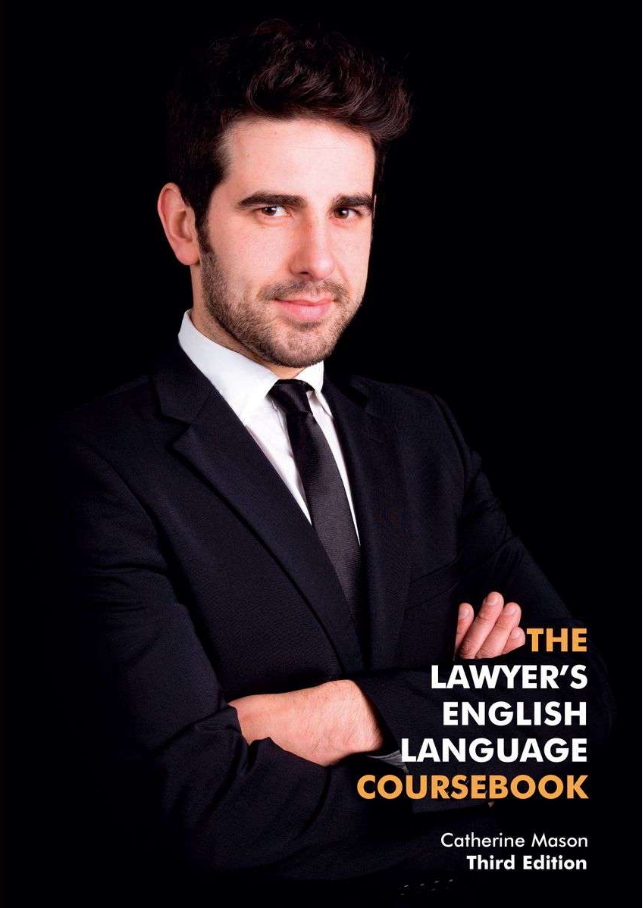 THE
LAWYER'S
ENGLISH
LANGUAGE
COURSEBOOK
Catherine Mason
Third Edition